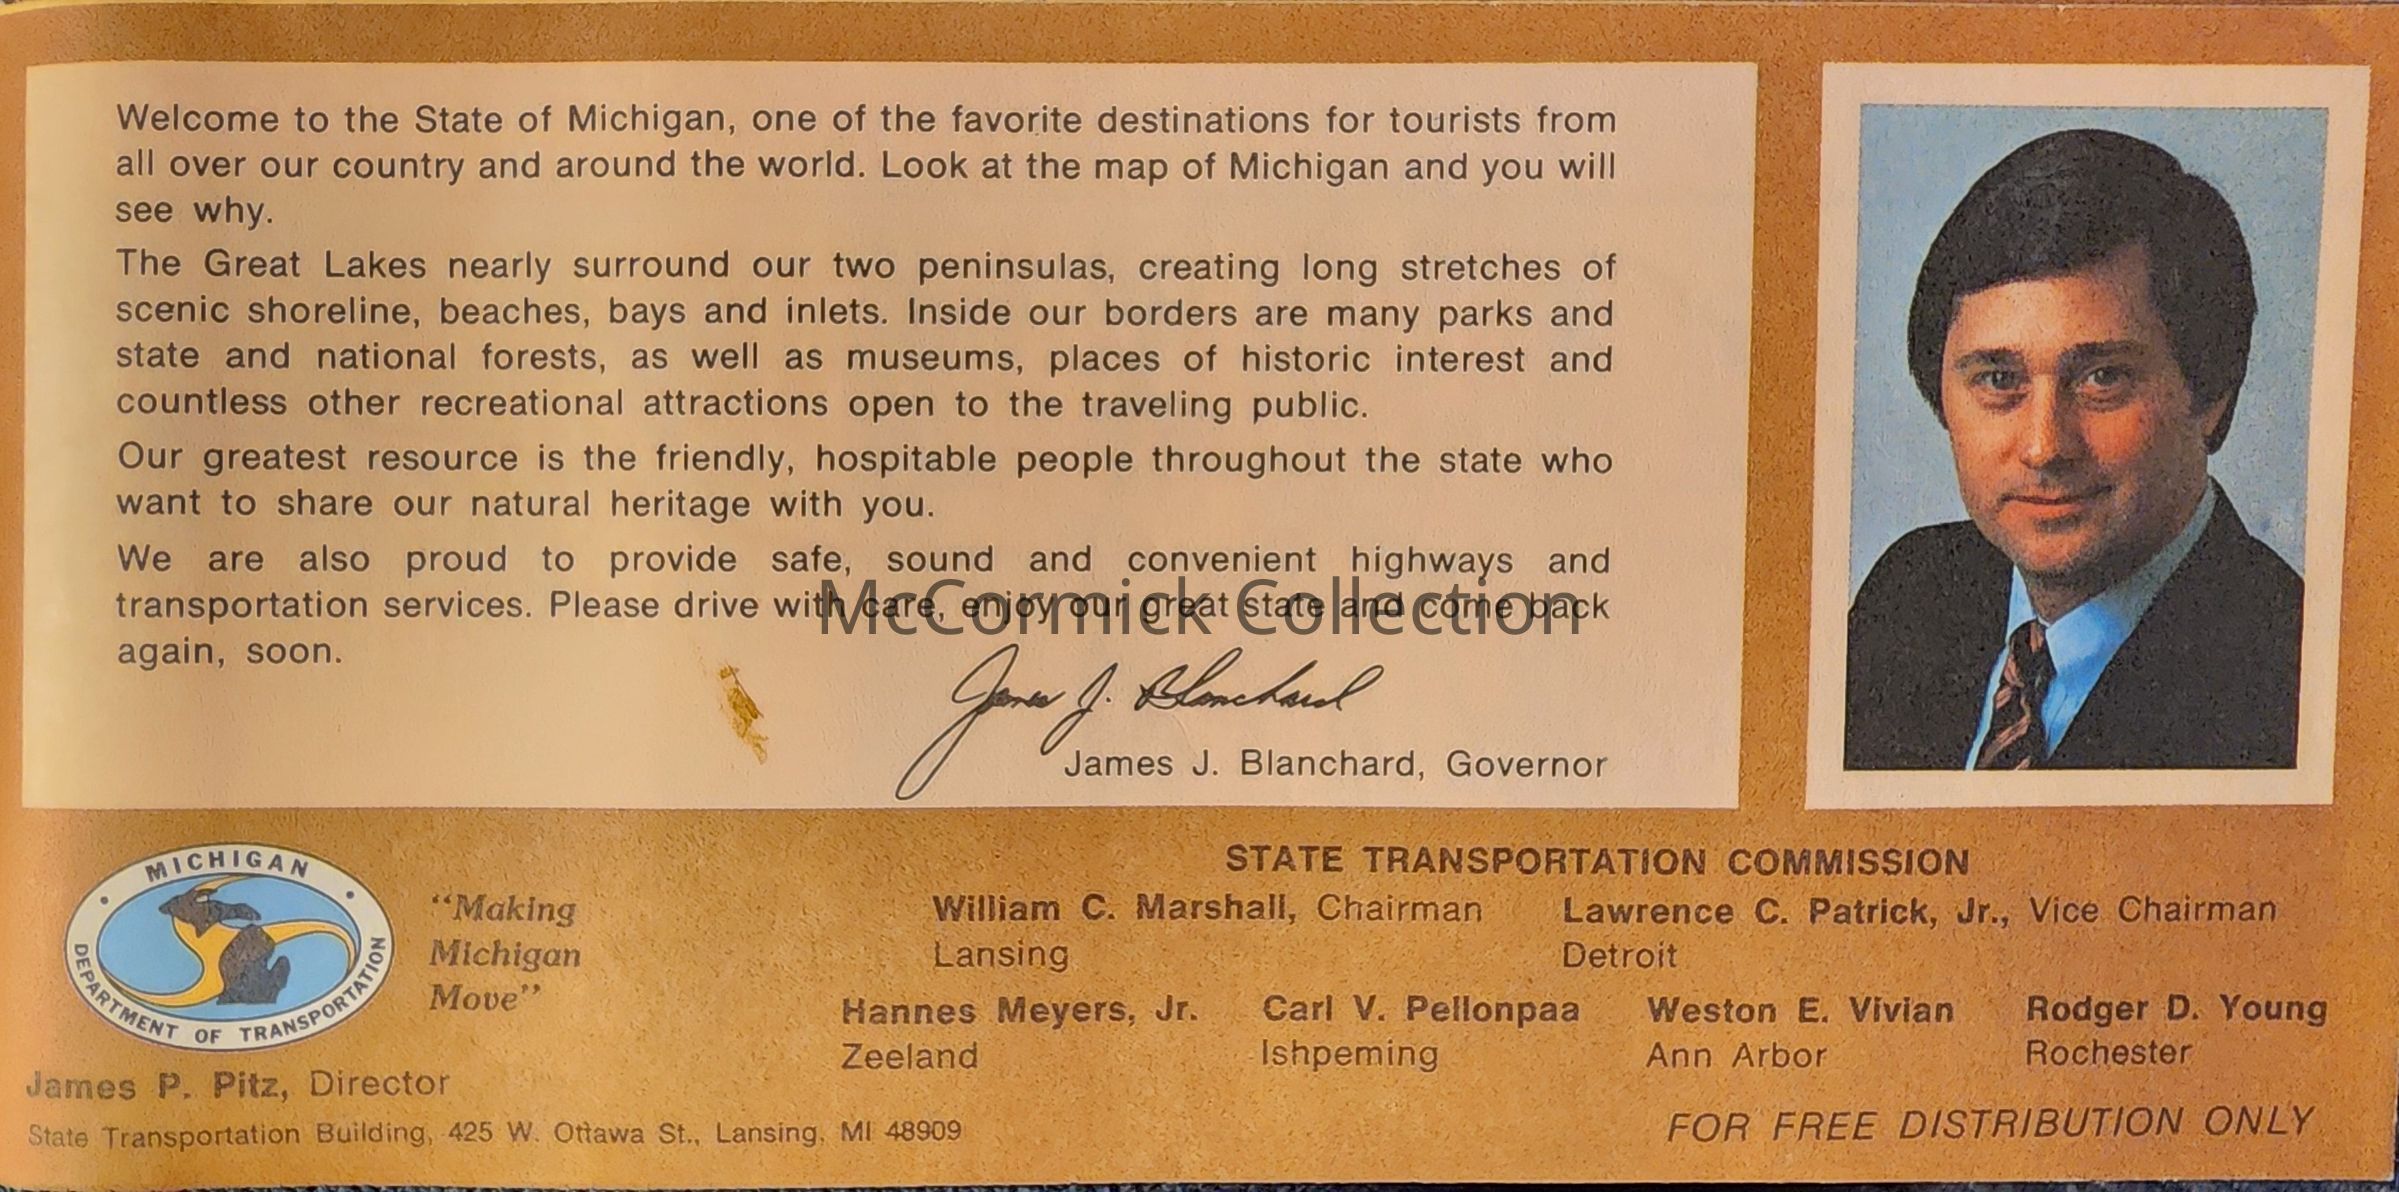 Welcome to the State of Michigan, one of the favorite destinations for tourists from
all over our country and around the world. Look at the map of Michigan and you will
see why.
The Great Lakes nearly surround our two peninsulas, creating long stretches of
scenic shoreline, beaches, bays and inlets. Inside our borders are many parks and
state and national forests, as well as museums, places of historic interest and
countless other recreational attractions open to the traveling public.
Our greatest resource is the friendly, hospitable people throughout the state who
want to share our natural heritage with you.
We are also proud to provide safe, sound and convenient highways and
transportation services. Please drive with care, enjoy our great state and come back
again, soon.
McCormick Collection
James J. Blanchard
James J. Blanchard, Governor
MICHIGAN
DEPARTMENT OF TRANSPORTATION
"Making
Michigan
Move"
James P. Pitz, Director
State Transportation Building, 425 W. Ottawa St., Lansing, MI 48909
STATE TRANSPORTATION COMMISSION
William C. Marshall, Chairman Lawrence C. Patrick, Jr., Vice Chairman
Lansing Detroit
Hannes Meyers, Jr. Carl V. Pellonpaa Weston E. Vivian Rodger D. Young
Zeeland Ishpeming Ann Arbor Rochester
FOR FREE DISTRIBUTION ONLY